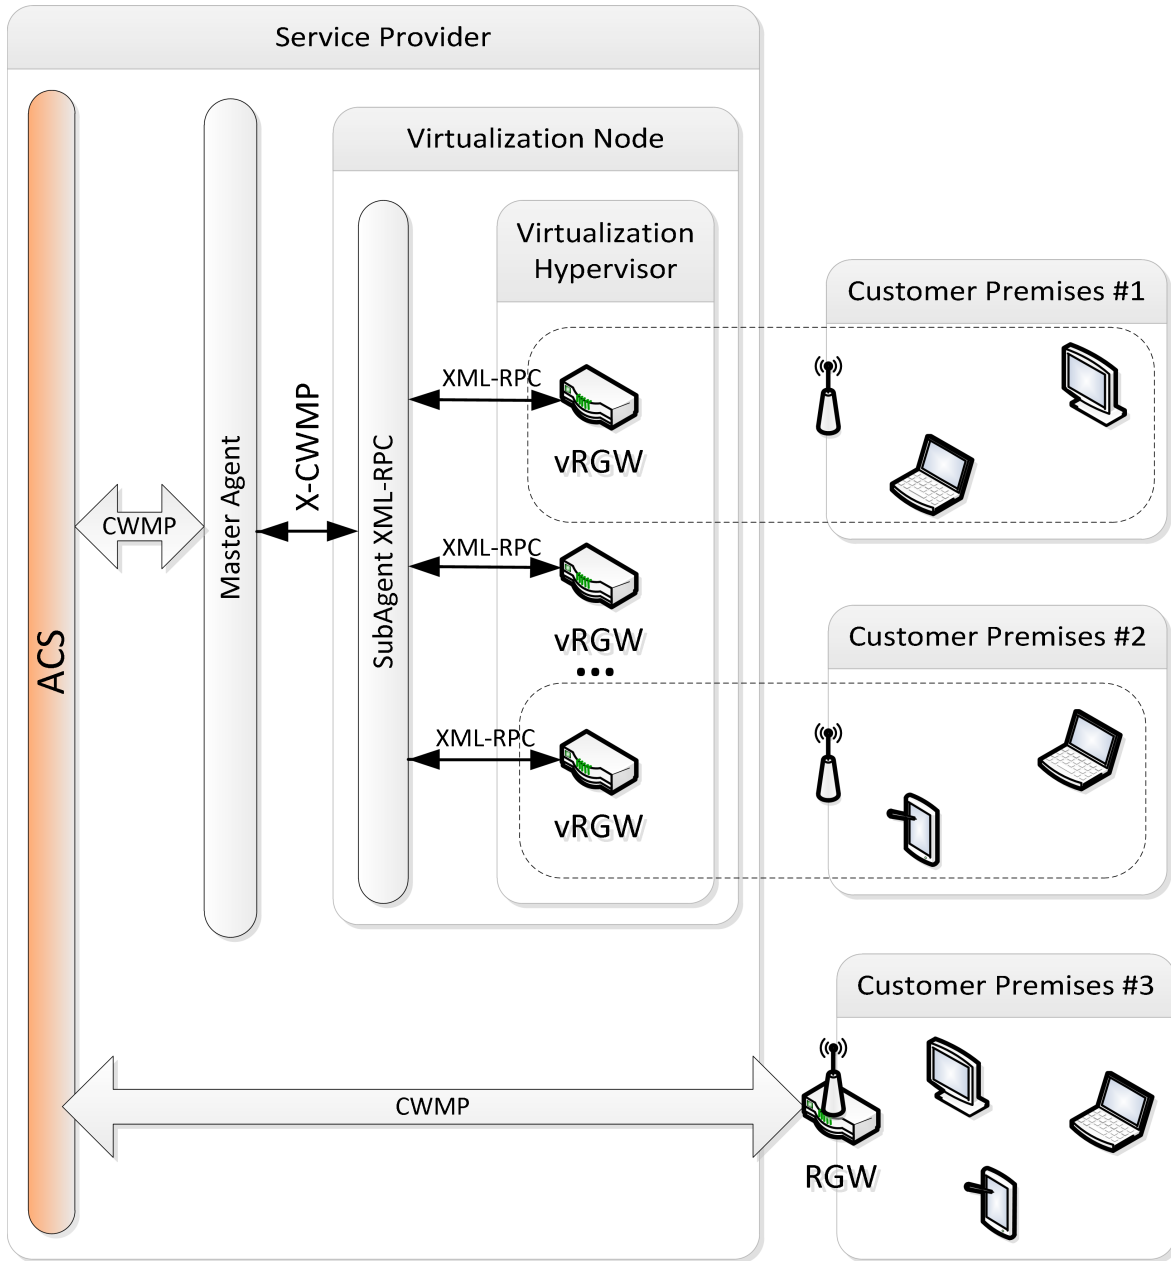 Service Provider
Virtualization Node
Virtualization
Hypervisor
Customer Premises #1
XML-RPC
vRGW
X-CWMP
CWMP
Master Agent
SubAgent XML-RPC
XML-RPC
vRGW
...
ACS
Customer Premises #2
XML-RPC
vRGW
Customer Premises #3
CWMP
RGW